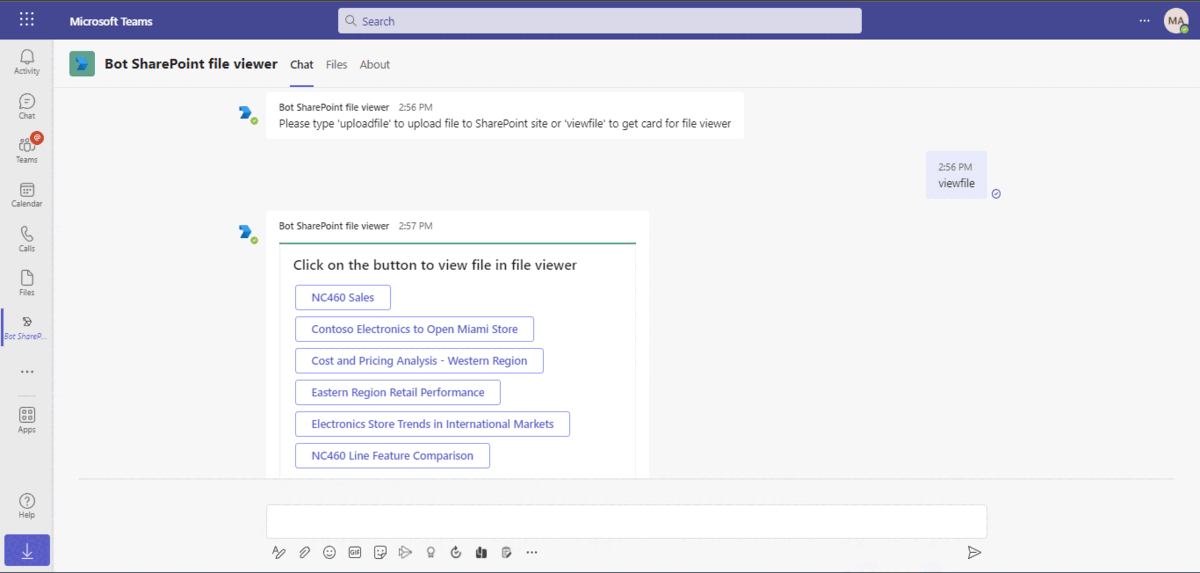 Microsoft Teams
Search
MA
Activity
Chat
Teams
Calendar
Calls
Files
Bot ShareP...
Apps
Help
Bot SharePoint file viewer Chat Files About
Bot SharePoint file viewer 2:56 PM
Please type 'uploadfile' to upload file to SharePoint site or 'viewfile' to get card for file viewer
2:56 PM
viewfile
Bot SharePoint file viewer 2:57 PM
Click on the button to view file in file viewer
NC460 Sales
Contoso Electronics to Open Miami Store
Cost and Pricing Analysis - Western Region
Eastern Region Retail Performance
Electronics Store Trends in International Markets
NC460 Line Feature Comparison
GIF